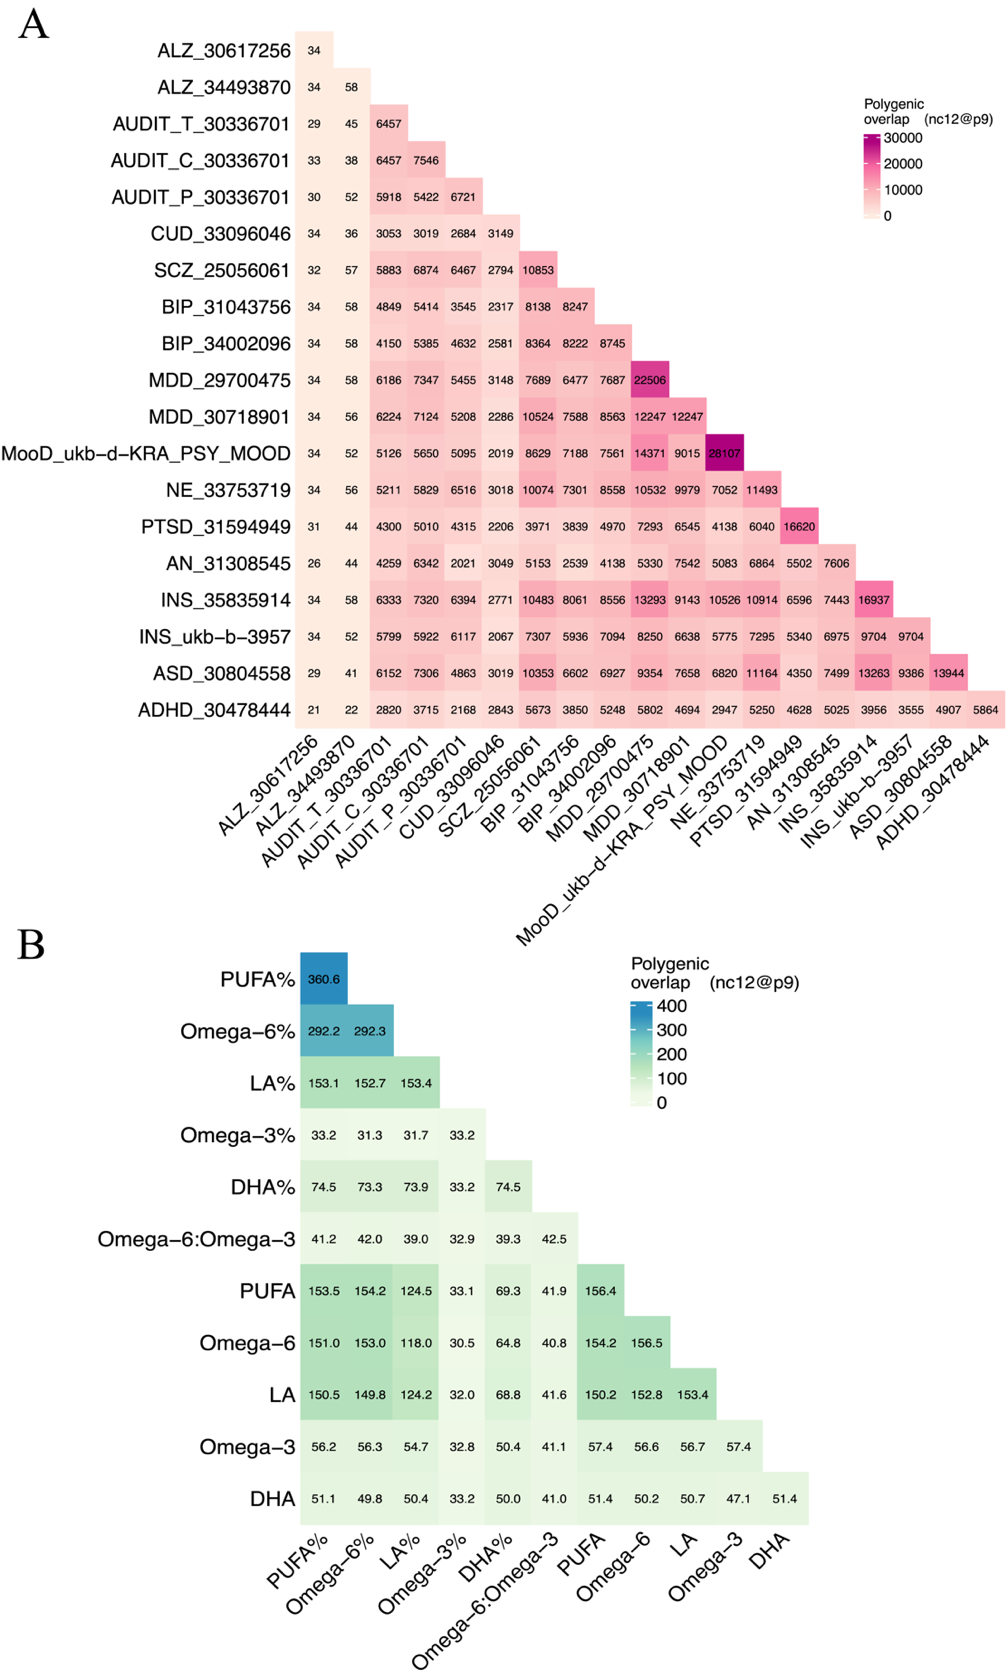 A
Polygenic
overlap (nc12@p9)
30000
20000
10000
0
ALZ_30617256 34
ALZ_34493870 34 58
AUDIT_T_30336701 29 45 6457
AUDIT_C_30336701 33 38 6457 7546
AUDIT_P_30336701 30 52 5918 5422 6721
CUD_33096046 34 36 3053 3019 2684 3149
SCZ_25056061 32 57 5883 6874 6467 2794 10853
BIP_31043756 34 58 4849 5414 3545 2317 8138 8247
BIP_34002096 34 58 4150 5385 4632 2581 8364 8222 8745
MDD_29700475 34 58 6186 7347 5455 3148 7689 6477 7687 22506
MDD_30718901 34 56 6224 7124 5208 2286 10524 7588 8563 12247 12247
MooD_ukb−d−KRA_PSY_MOOD 34 52 5126 5650 5095 2019 8629 7188 7561 14371 9015 28107
NE_33753719 34 56 5211 5829 6516 3018 10074 7301 8558 10532 9979 7052 11493
PTSD_31594949 31 44 4300 5010 4315 2206 3971 3839 4970 7293 6545 4138 6040 16620
AN_31308545 26 44 4259 6342 2021 3049 5153 2539 4138 5330 7542 5083 6864 5502 7606
INS_35835914 34 58 6333 7320 6394 2771 10483 8061 8556 13293 9143 10526 10914 6596 7443 16937
INS_ukb−b−3957 34 52 5799 5922 6117 2067 7307 5936 7094 8250 6638 5775 7295 5340 6975 9704 9704
ASD_30804558 29 41 6152 7306 4863 3019 10353 6602 6927 9354 7658 6820 11164 4350 7499 13263 9386 13944
ADHD_30478444 21 22 2820 3715 2168 2843 5673 3850 5248 5802 4694 2947 5250 4628 5025 3956 3555 4907 5864
ALZ_30617256
ALZ_34493870
AUDIT_T_30336701
AUDIT_C_30336701
AUDIT_P_30336701
CUD_33096046
SCZ_25056061
BIP_31043756
BIP_34002096
MDD_29700475
MDD_30718901
MooD_ukb−d−KRA_PSY_MOOD
NE_33753719
PTSD_31594949
AN_31308545
INS_35835914
INS_ukb−b−3957
ASD_30804558
ADHD_30478444
B
Polygenic
overlap (nc12@p9)
400
300
200
100
0
PUFA% 360.6
Omega−6% 292.2 292.3
LA% 153.1 152.7 153.4
Omega−3% 33.2 31.3 31.7 33.2
DHA% 74.5 73.3 73.9 33.2 74.5
Omega−6:Omega−3 41.2 42.0 39.0 32.9 39.3 42.5
PUFA 153.5 154.2 124.5 33.1 69.3 41.9 156.4
Omega−6 151.0 153.0 118.0 30.5 64.8 40.8 154.2 156.5
LA 150.5 149.8 124.2 32.0 68.8 41.6 150.2 152.8 153.4
Omega−3 56.2 56.3 54.7 32.8 50.4 41.1 57.4 56.6 56.7 57.4
DHA 51.1 49.8 50.4 33.2 50.0 41.0 51.4 50.2 50.7 47.1 51.4
PUFA%
Omega−6%
LA%
Omega−3%
DHA%
Omega−6:Omega−3
PUFA
Omega−6
LA
Omega−3
DHA